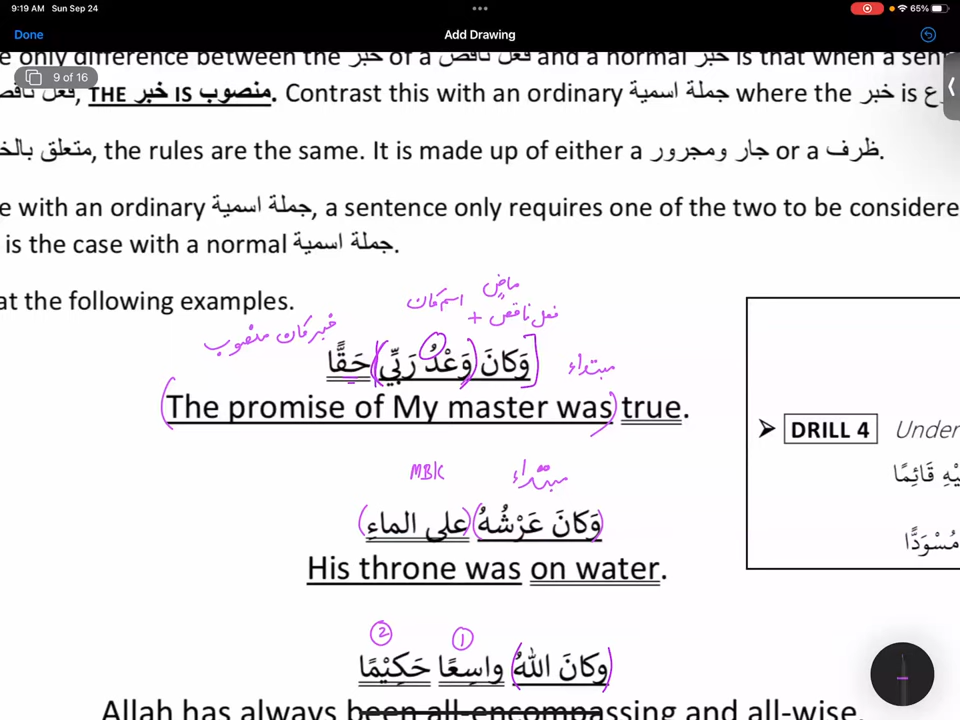 9:19 AM Sun Sep 24
65%
Done
Add Drawing
e only difference between the خبر of a فعل ناقص and a normal خبر is that when a sen
9 of 16
فعل ناقص, THE خبر IS منصوب. Contrast this with an ordinary جملة اسمية where the خبر is
متعلق بالخ, the rules are the same. It is made up of either a جار ومجرور or a ظرف.
e with an ordinary جملة اسمية, a sentence only requires one of the two to be considere
is the case with a normal جملة اسمية.
at the following examples.
ماضٍ
اسم كان
فعل ناقص +
خبر كان منصوب
وَكانَ وَعْدُ رَبِّي حَقًّا
مبتداء
The promise of My master was true.
DRILL 4 Under
يْهِ قَائِمًا
MBK
مبتداء
وَكانَ عَرْشُهُ على الماءِ
مُسْوَدًّا
His throne was on water.
② ①
وكانَ اللهُ واسِعًا حَكِيْمًا
Allah has always been all-encompassing and all-wise.